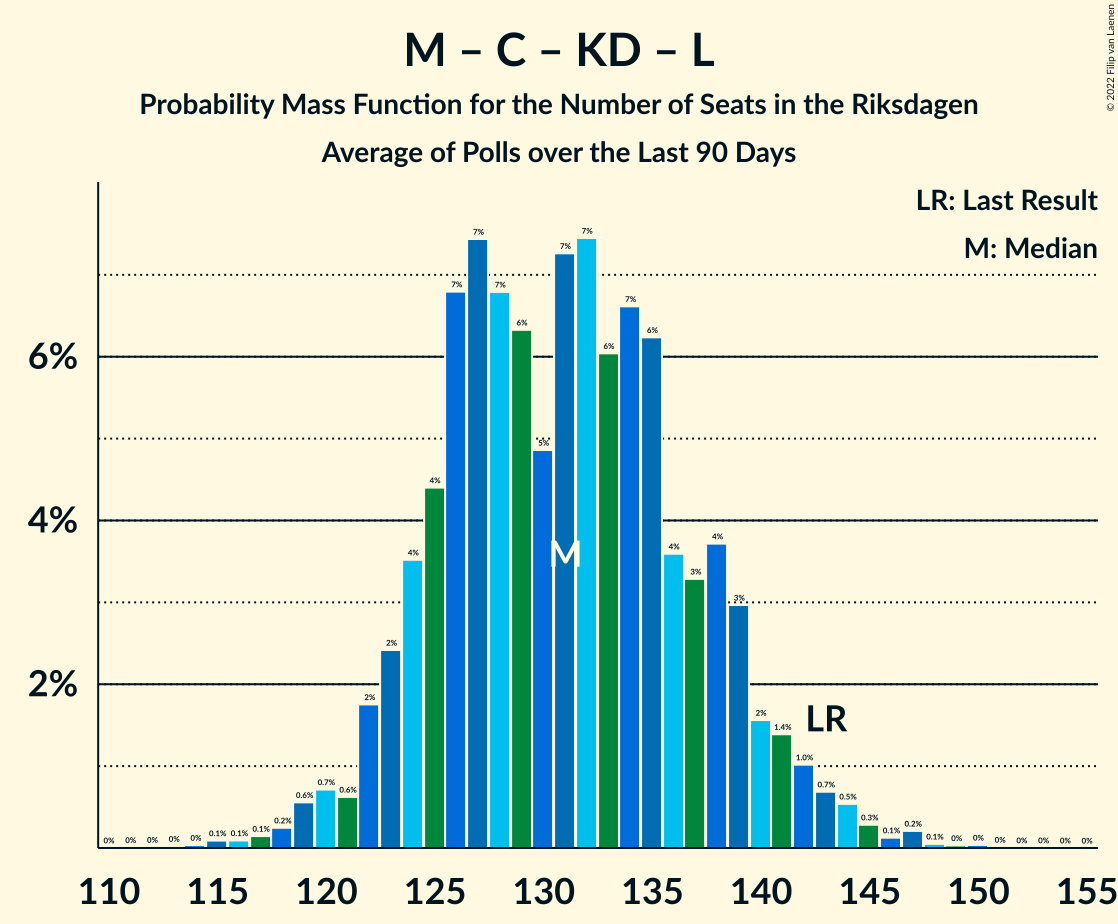 M – C – KD – L
Probability Mass Function for the Number of Seats in the Riksdagen
Average of Polls over the Last 90 Days
© 2022 Filip van Laenen
LR: Last Result
M: Median
6%
4%
2%
0% 0% 0% 0% 0% 0.1% 0.1% 0.1% 0.2% 0.6% 0.7% 0.6% 2% 2% 4% 4% 7% 7% 7% 6% 5% 7% 7% 6% 7% 6% 4% 3% 4% 3% 2% 1.4% 1.0% 0.7% 0.5% 0.3% 0.1% 0.2% 0.1% 0% 0% 0% 0% 0% 0% 0%
M
LR
110 115 120 125 130 135 140 145 150 155